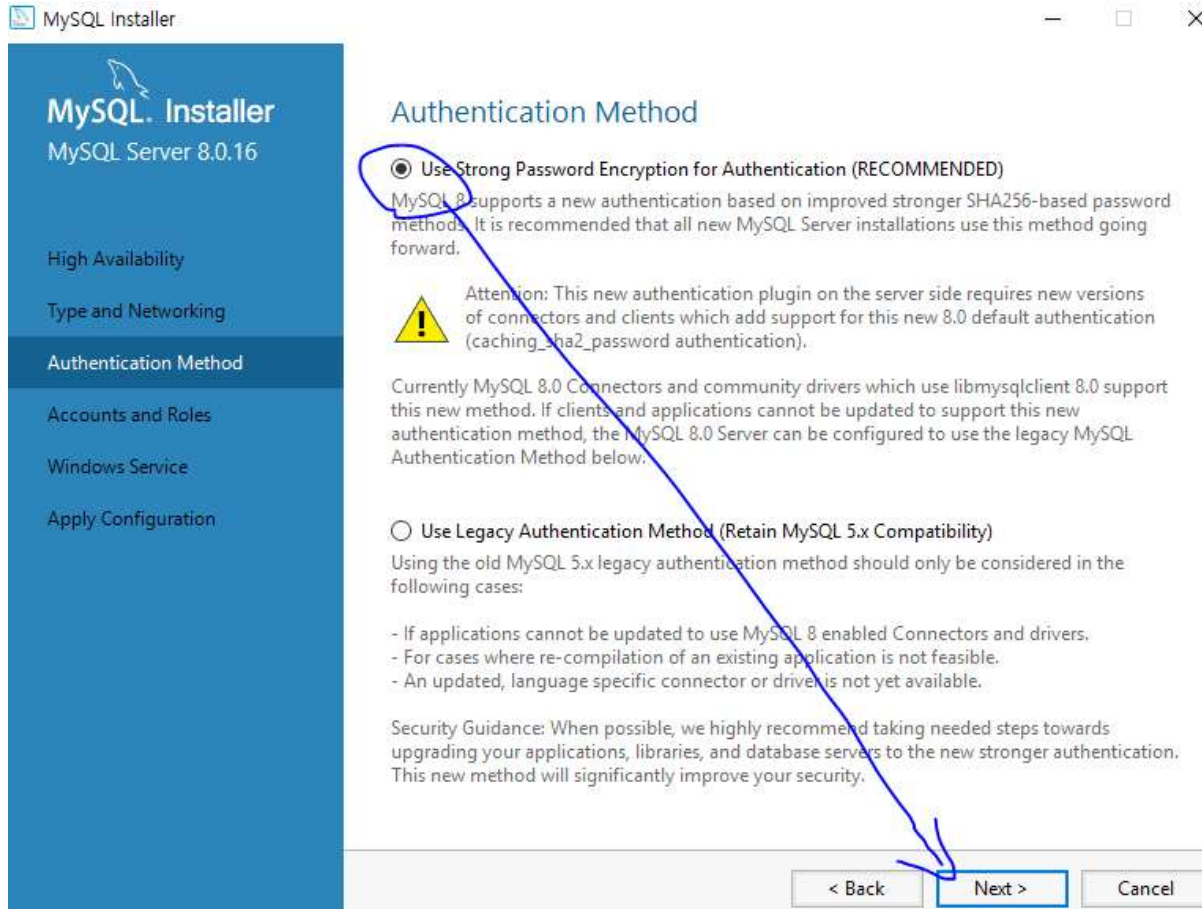 MySQL Installer
MySQL. Installer
MySQL Server 8.0.16
High Availability
Type and Networking
Authentication Method
Accounts and Roles
Windows Service
Apply Configuration
Authentication Method
Use Strong Password Encryption for Authentication (RECOMMENDED)
MySQL 8 supports a new authentication based on improved stronger SHA256-based password
methods. It is recommended that all new MySQL Server installations use this method going
forward.
Attention: This new authentication plugin on the server side requires new versions
of connectors and clients which add support for this new 8.0 default authentication
(caching_sha2_password authentication).
Currently MySQL 8.0 Connectors and community drivers which use libmysqlclient 8.0 support
this new method. If clients and applications cannot be updated to support this new
authentication method, the MySQL 8.0 Server can be configured to use the legacy MySQL
Authentication Method below.
Use Legacy Authentication Method (Retain MySQL 5.x Compatibility)
Using the old MySQL 5.x legacy authentication method should only be considered in the
following cases:
- If applications cannot be updated to use MySQL 8 enabled Connectors and drivers.
- For cases where re-compilation of an existing application is not feasible.
- An updated, language specific connector or driver is not yet available.
Security Guidance: When possible, we highly recommend taking needed steps towards
upgrading your applications, libraries, and database servers to the new stronger authentication.
This new method will significantly improve your security.
< Back
Next >
Cancel